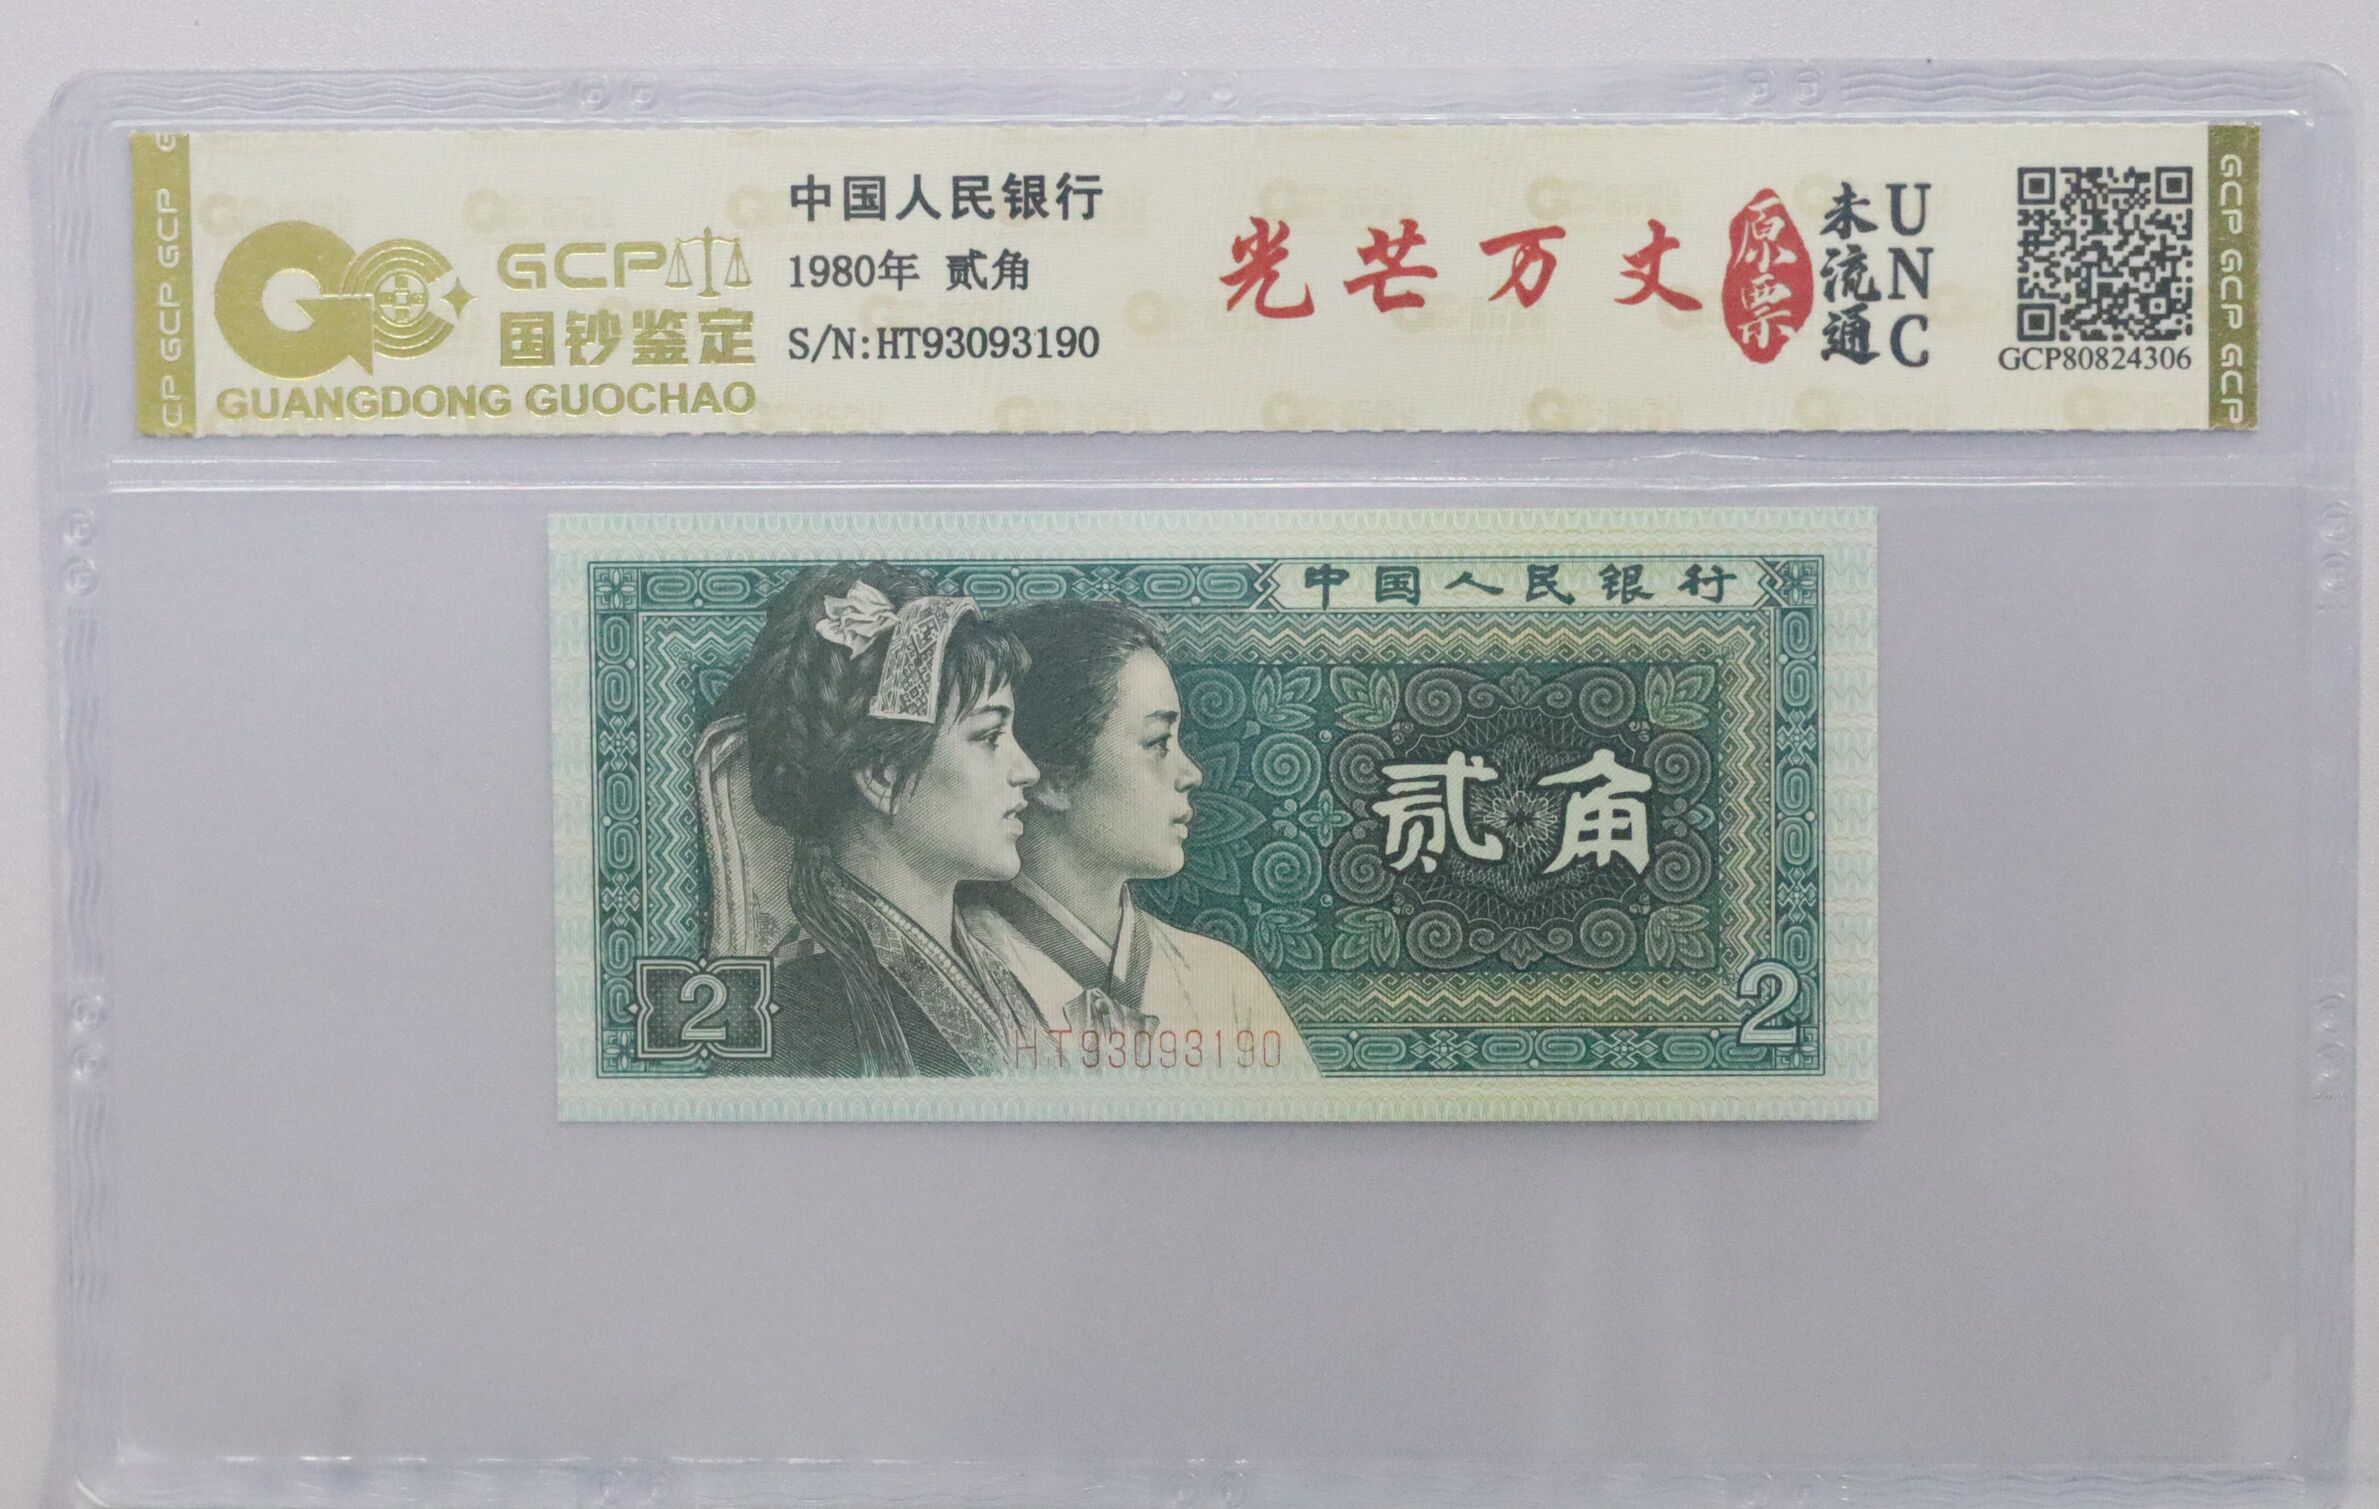 GCP GCP GCP
GCP
国钞鉴定
GUANGDONG GUOCHAO
中国人民银行
1980年 贰角
S/N:HT93093190
光芒万丈
原票
未流通
UNC
GCP80824306
GCP GCP GCP
中国人民银行
贰角
2
HT93093190
2